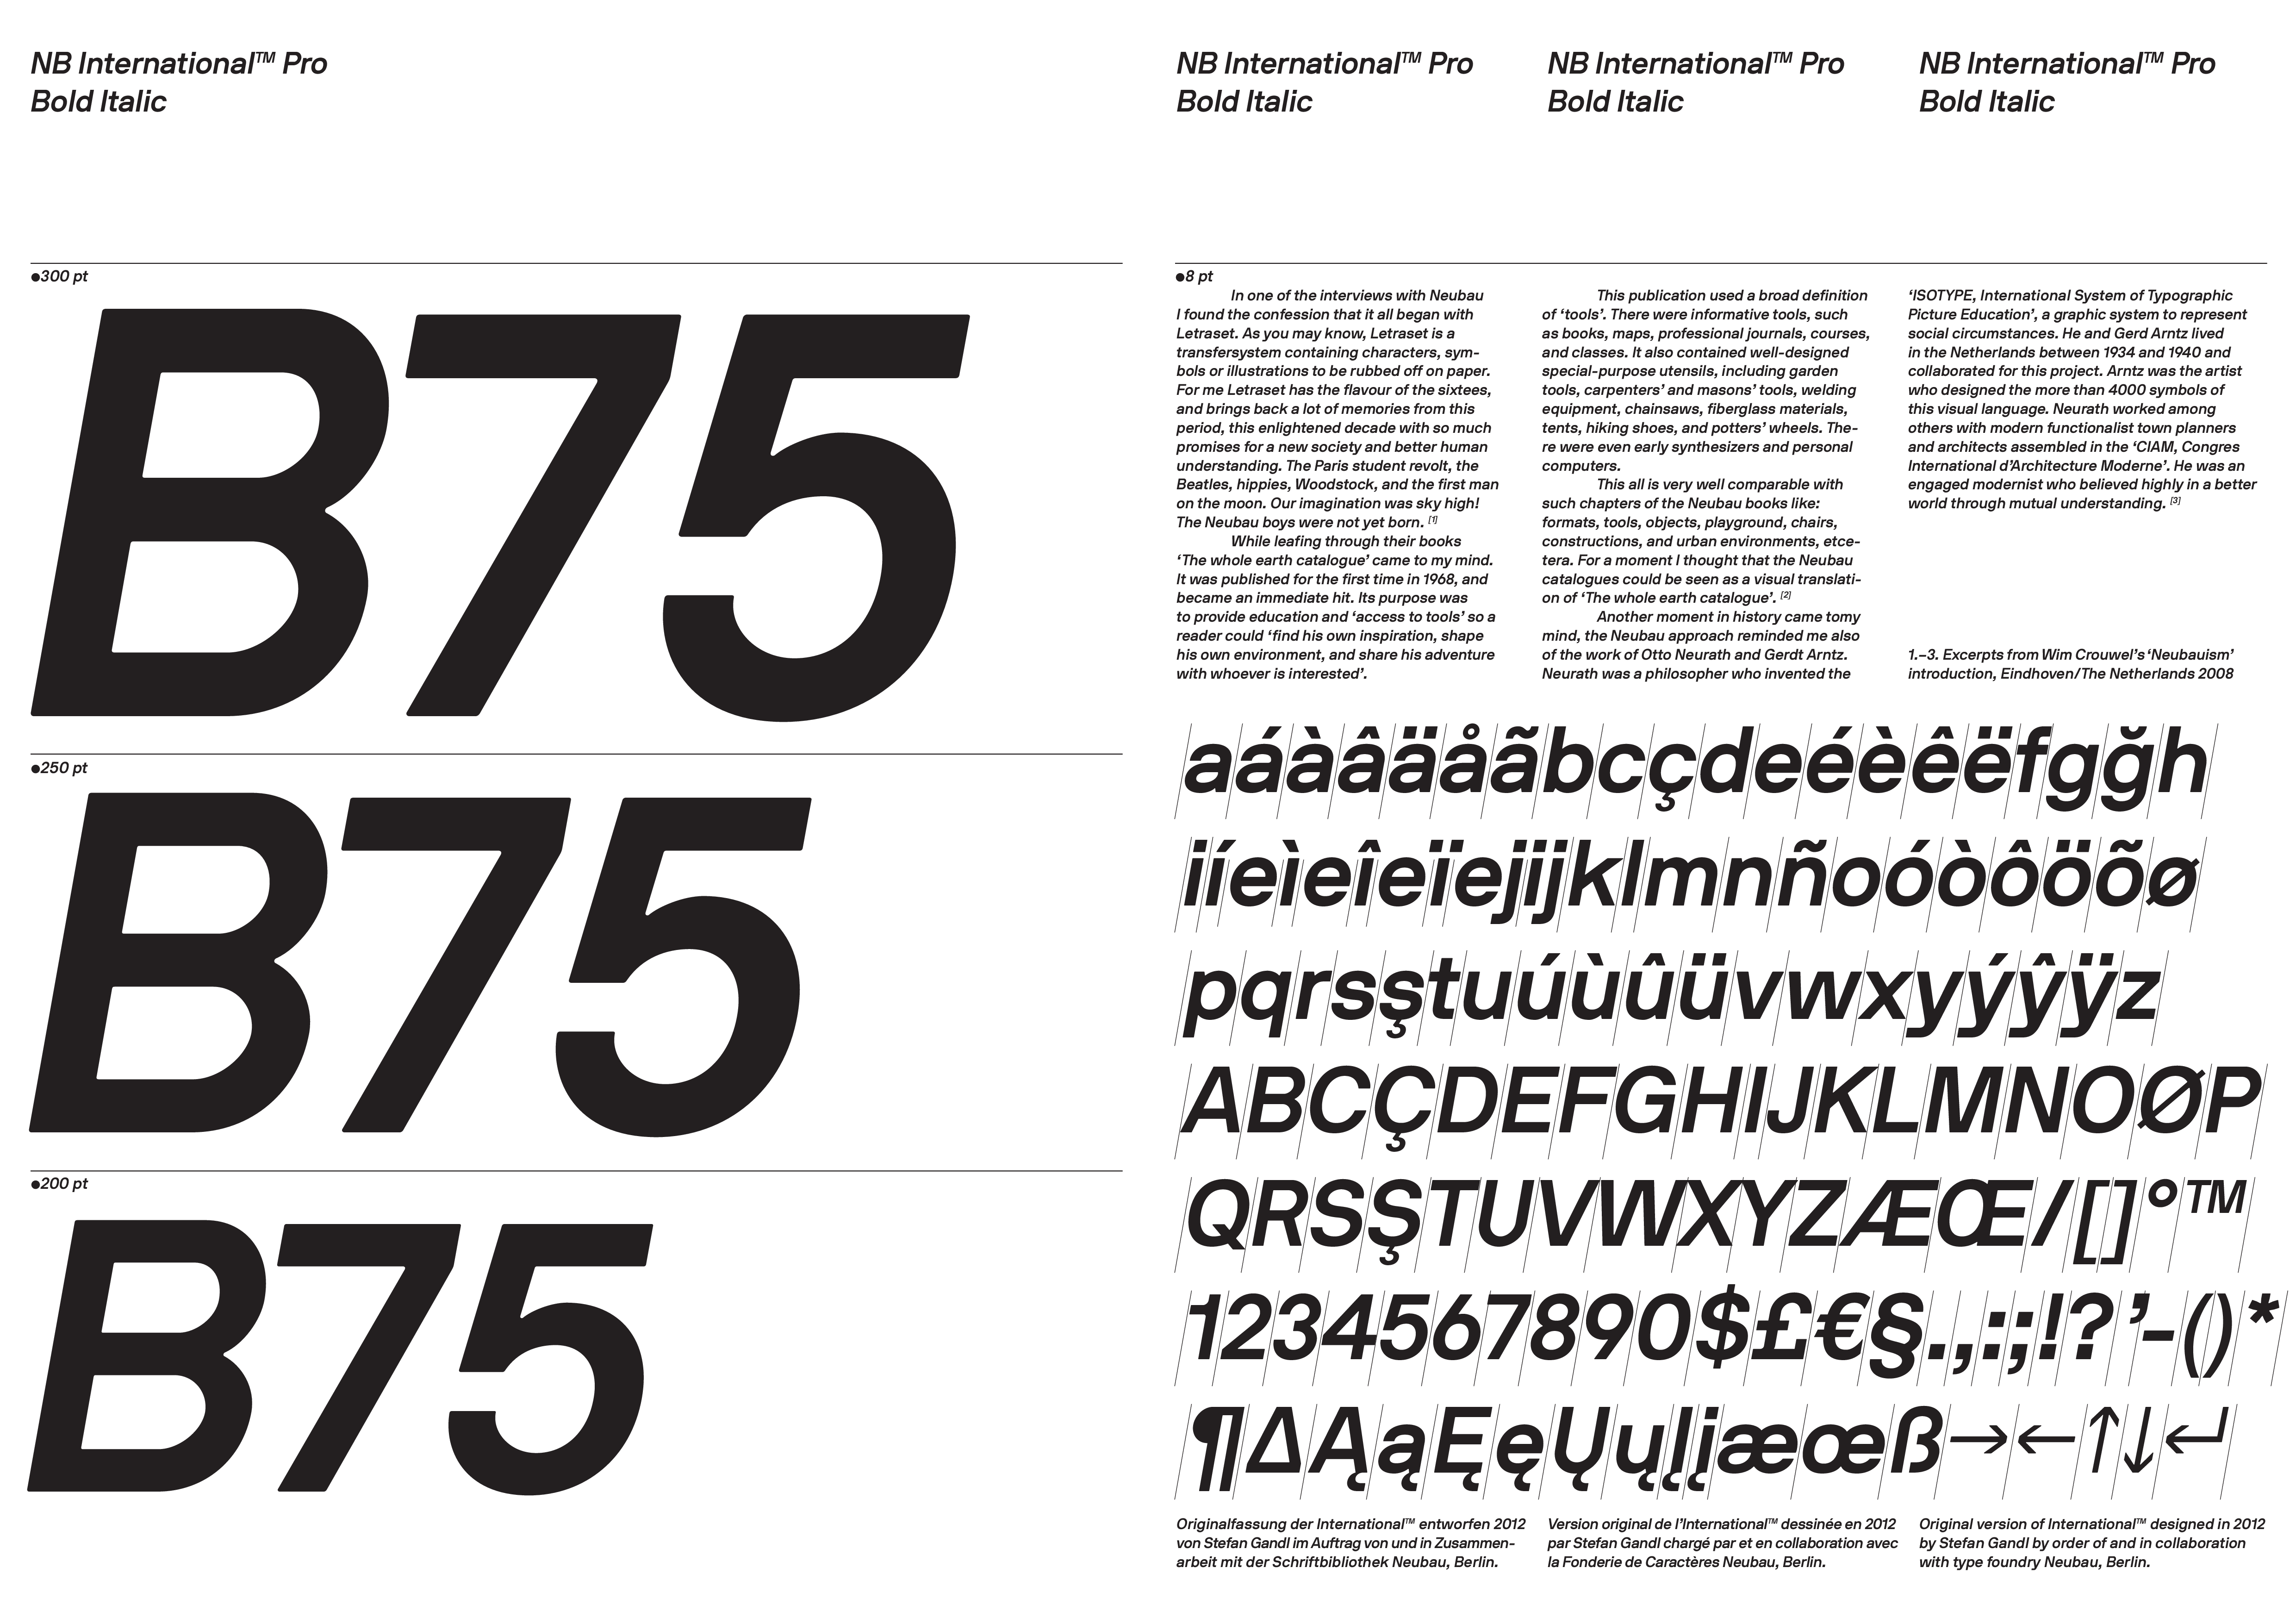 NB International™ Pro
Bold Italic
●300 pt
B75
●250 pt
B75
●200 pt
B75
NB International™ Pro
Bold Italic
NB International™ Pro
Bold Italic
NB International™ Pro
Bold Italic
●8 pt
In one of the interviews with Neubau
I found the confession that it all began with
Letraset. As you may know, Letraset is a
transfersystem containing characters, sym-
bols or illustrations to be rubbed off on paper.
For me Letraset has the flavour of the sixtees,
and brings back a lot of memories from this
period, this enlightened decade with so much
promises for a new society and better human
understanding. The Paris student revolt, the
Beatles, hippies, Woodstock, and the first man
on the moon. Our imagination was sky high!
The Neubau boys were not yet born. [1]
While leafing through their books
‘The whole earth catalogue’ came to my mind.
It was published for the first time in 1968, and
became an immediate hit. Its purpose was
to provide education and ‘access to tools’ so a
reader could ‘find his own inspiration, shape
his own environment, and share his adventure
with whoever is interested’.
This publication used a broad definition
of ‘tools’. There were informative tools, such
as books, maps, professional journals, courses,
and classes. It also contained well-designed
special-purpose utensils, including garden
tools, carpenters’ and masons’ tools, welding
equipment, chainsaws, fiberglass materials,
tents, hiking shoes, and potters’ wheels. The-
re were even early synthesizers and personal
computers.
This all is very well comparable with
such chapters of the Neubau books like:
formats, tools, objects, playground, chairs,
constructions, and urban environments, etce-
tera. For a moment I thought that the Neubau
catalogues could be seen as a visual translati-
on of ‘The whole earth catalogue’. [2]
Another moment in history came tomy
mind, the Neubau approach reminded me also
of the work of Otto Neurath and Gerdt Arntz.
Neurath was a philosopher who invented the
‘ISOTYPE, International System of Typographic
Picture Education’, a graphic system to represent
social circumstances. He and Gerd Arntz lived
in the Netherlands between 1934 and 1940 and
collaborated for this project. Arntz was the artist
who designed the more than 4000 symbols of
this visual language. Neurath worked among
others with modern functionalist town planners
and architects assembled in the ‘CIAM, Congres
International d’Architecture Moderne’. He was an
engaged modernist who believed highly in a better
world through mutual understanding. [3]
1.–3. Excerpts from Wim Crouwel’s ‘Neubauism’
introduction, Eindhoven/The Netherlands 2008
aáàâäåãbcçdeéèêëfgğh
iíeìeîeïejijklmnñoóòôöõø
pqrsştuúùûüvwxyýŷÿz
ABCÇDEFGHIJKLMNOØP
QRSŞTUVWXYZÆŒ/[]°™
1234567890$£€§.,:;!?’-()*
¶∆ĄąĘęŲųĮįæœß→←↑↓↵
Originalfassung der International™ entworfen 2012
von Stefan Gandl im Auftrag von und in Zusammen-
arbeit mit der Schriftbibliothek Neubau, Berlin.
Version original de l’International™ dessinée en 2012
par Stefan Gandl chargé par et en collaboration avec
la Fonderie de Caractères Neubau, Berlin.
Original version of International™ designed in 2012
by Stefan Gandl by order of and in collaboration
with type foundry Neubau, Berlin.